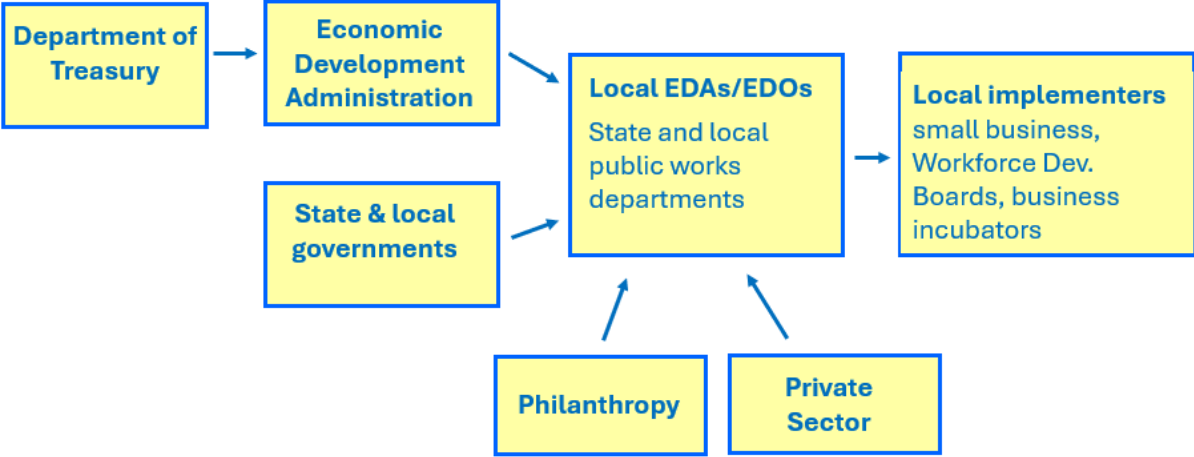 Department of
Treasury
Economic
Development
Administration
State & local
governments
Local EDAs/EDOs
State and local
public works
departments
Local implementers
small business,
Workforce Dev.
Boards, business
incubators
Philanthropy
Private
Sector